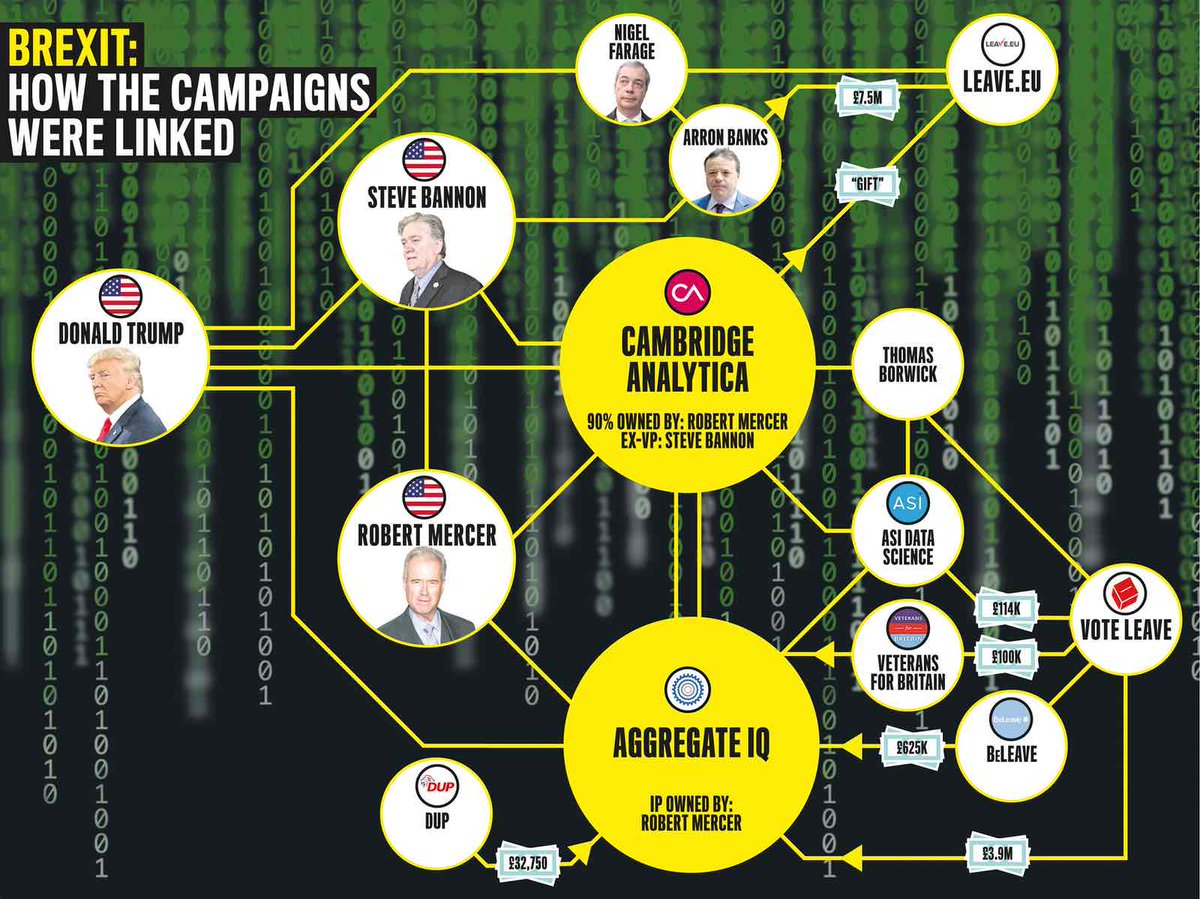 BREXIT:
HOW THE CAMPAIGNS
WERE LINKED
NIGEL
FARAGE
LEAVE.EU
LEAVE.EU
£7.5M
ARRON BANKS
"GIFT"
STEVE BANNON
DONALD TRUMP
CA
CAMBRIDGE
ANALYTICA
90% OWNED BY: ROBERT MERCER
EX-VP: STEVE BANNON
THOMAS
BORWICK
ROBERT MERCER
ASI
ASI DATA
SCIENCE
£114K
VOTE LEAVE
VETERANS
for
BRITAIN
VETERANS
FOR BRITAIN
£100K
BeLeave
BELEAVE
£625K
AGGREGATE IQ
IP OWNED BY:
ROBERT MERCER
DUP
DUP
£32,750
£3.9M